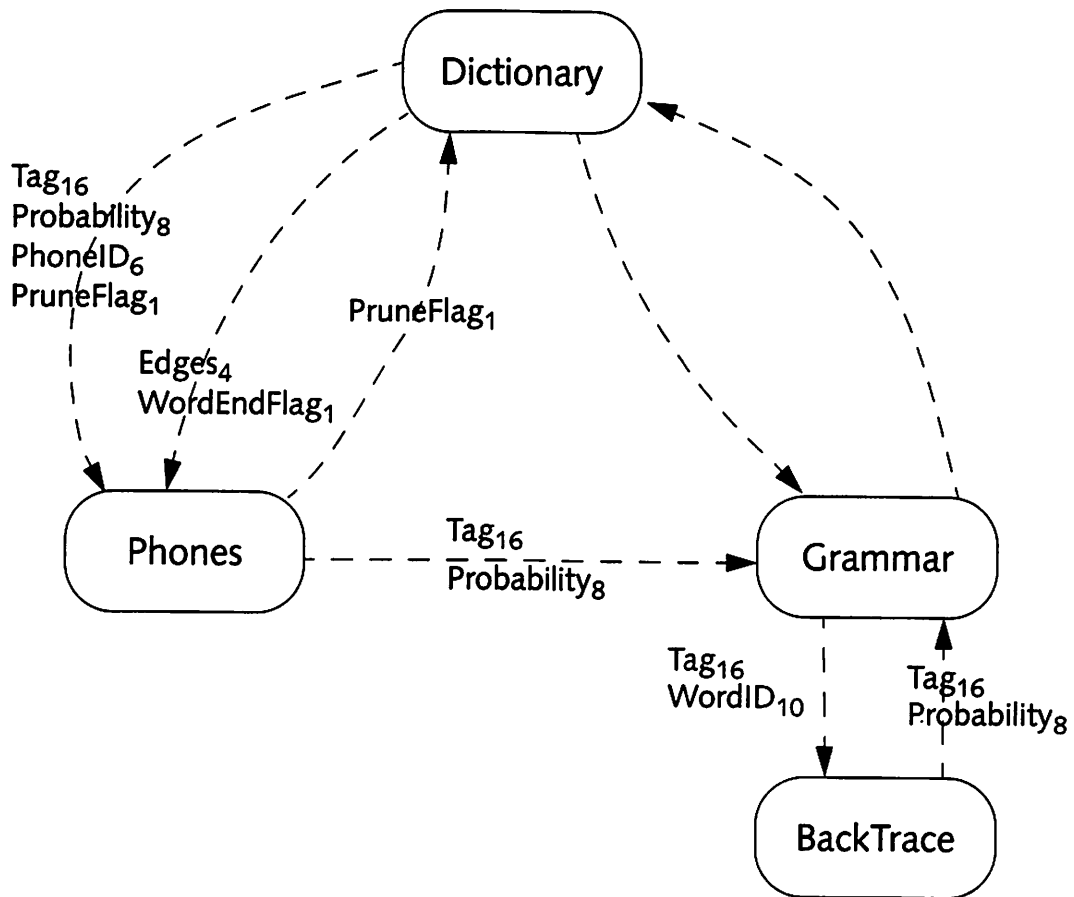 Dictionary
Tag16
Probability8
PhoneID6
PruneFlag1
PruneFlag1
Edges4
WordEndFlag1
Phones
Tag16
Probability8
Grammar
Tag16
WordID10
Tag16
Probability8
BackTrace